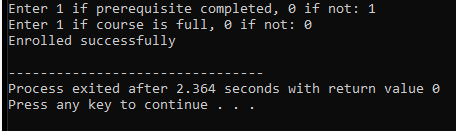 Enter 1 if prerequisite completed, 0 if not: 1
Enter 1 if course is full, 0 if not: 0
Enrolled successfully
--------------------------------
Process exited after 2.364 seconds with return value 0
Press any key to continue . . .